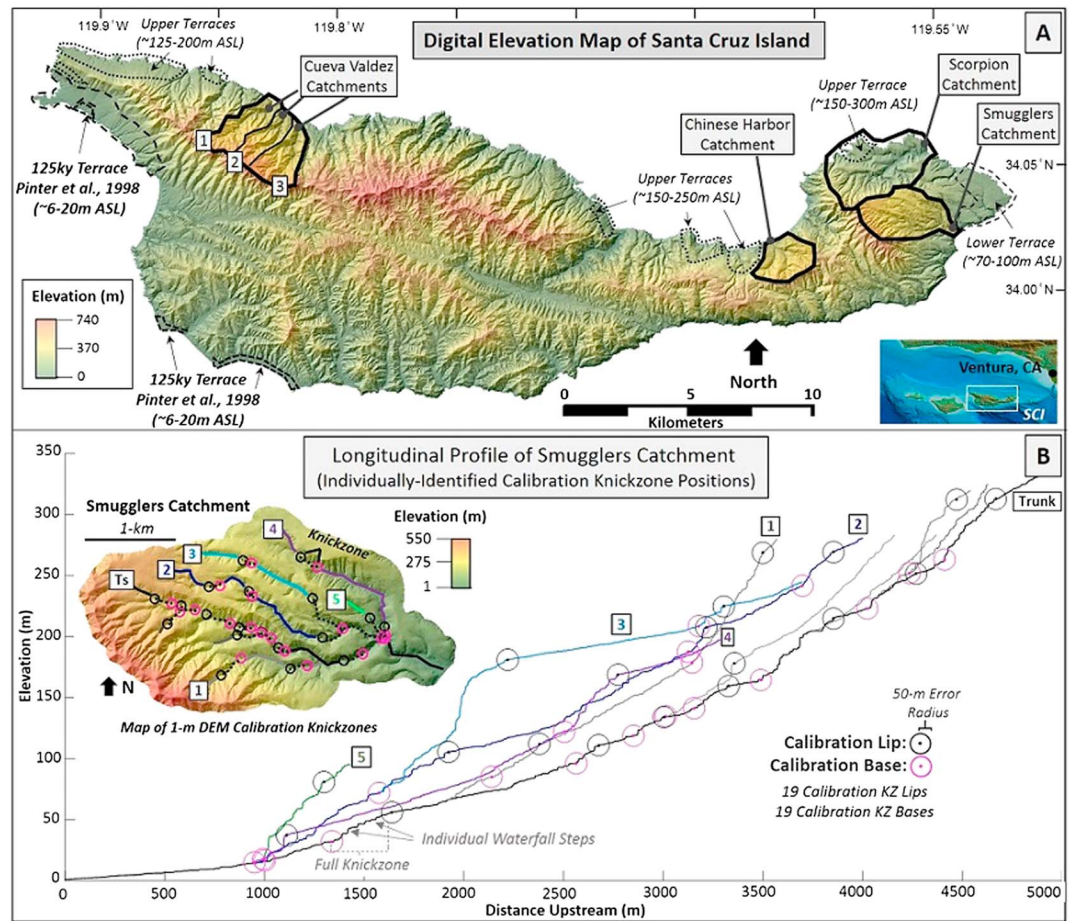 119.9°W
119.8°W
119.55°W
Upper Terraces
(~125-200m ASL)
Digital Elevation Map of Santa Cruz Island
A
Cueva Valdez
Catchments
Scorpion
Catchment
Upper Terrace
(~150-300m ASL)
Smugglers
Catchment
Chinese Harbor
Catchment
1
2
3
34.05°N
125ky Terrace
Pinter et al., 1998
(~6-20m ASL)
Upper Terraces
(~150-250m ASL)
Lower Terrace
(~70-100m ASL)
34.00°N
Elevation (m)
740
370
0
125ky Terrace
Pinter et al., 1998
(~6-20m ASL)
North
0
5
10
Kilometers
Ventura, CA
SCI
Longitudinal Profile of Smugglers Catchment
(Individually-Identified Calibration Knickzone Positions)
B
350
300
250
200
150
100
50
0
Elevation (m)
Smugglers Catchment
1-km
Elevation (m)
550
275
1
Knickzone
4
3
2
Ts
5
1
N
Map of 1-m DEM Calibration Knickzones
1
2
Trunk
3
4
5
50-m Error
Radius
Calibration Lip:
Calibration Base:
19 Calibration KZ Lips
19 Calibration KZ Bases
Individual Waterfall Steps
Full Knickzone
0
500
1000
1500
2000
2500
3000
3500
4000
4500
5000
Distance Upstream (m)